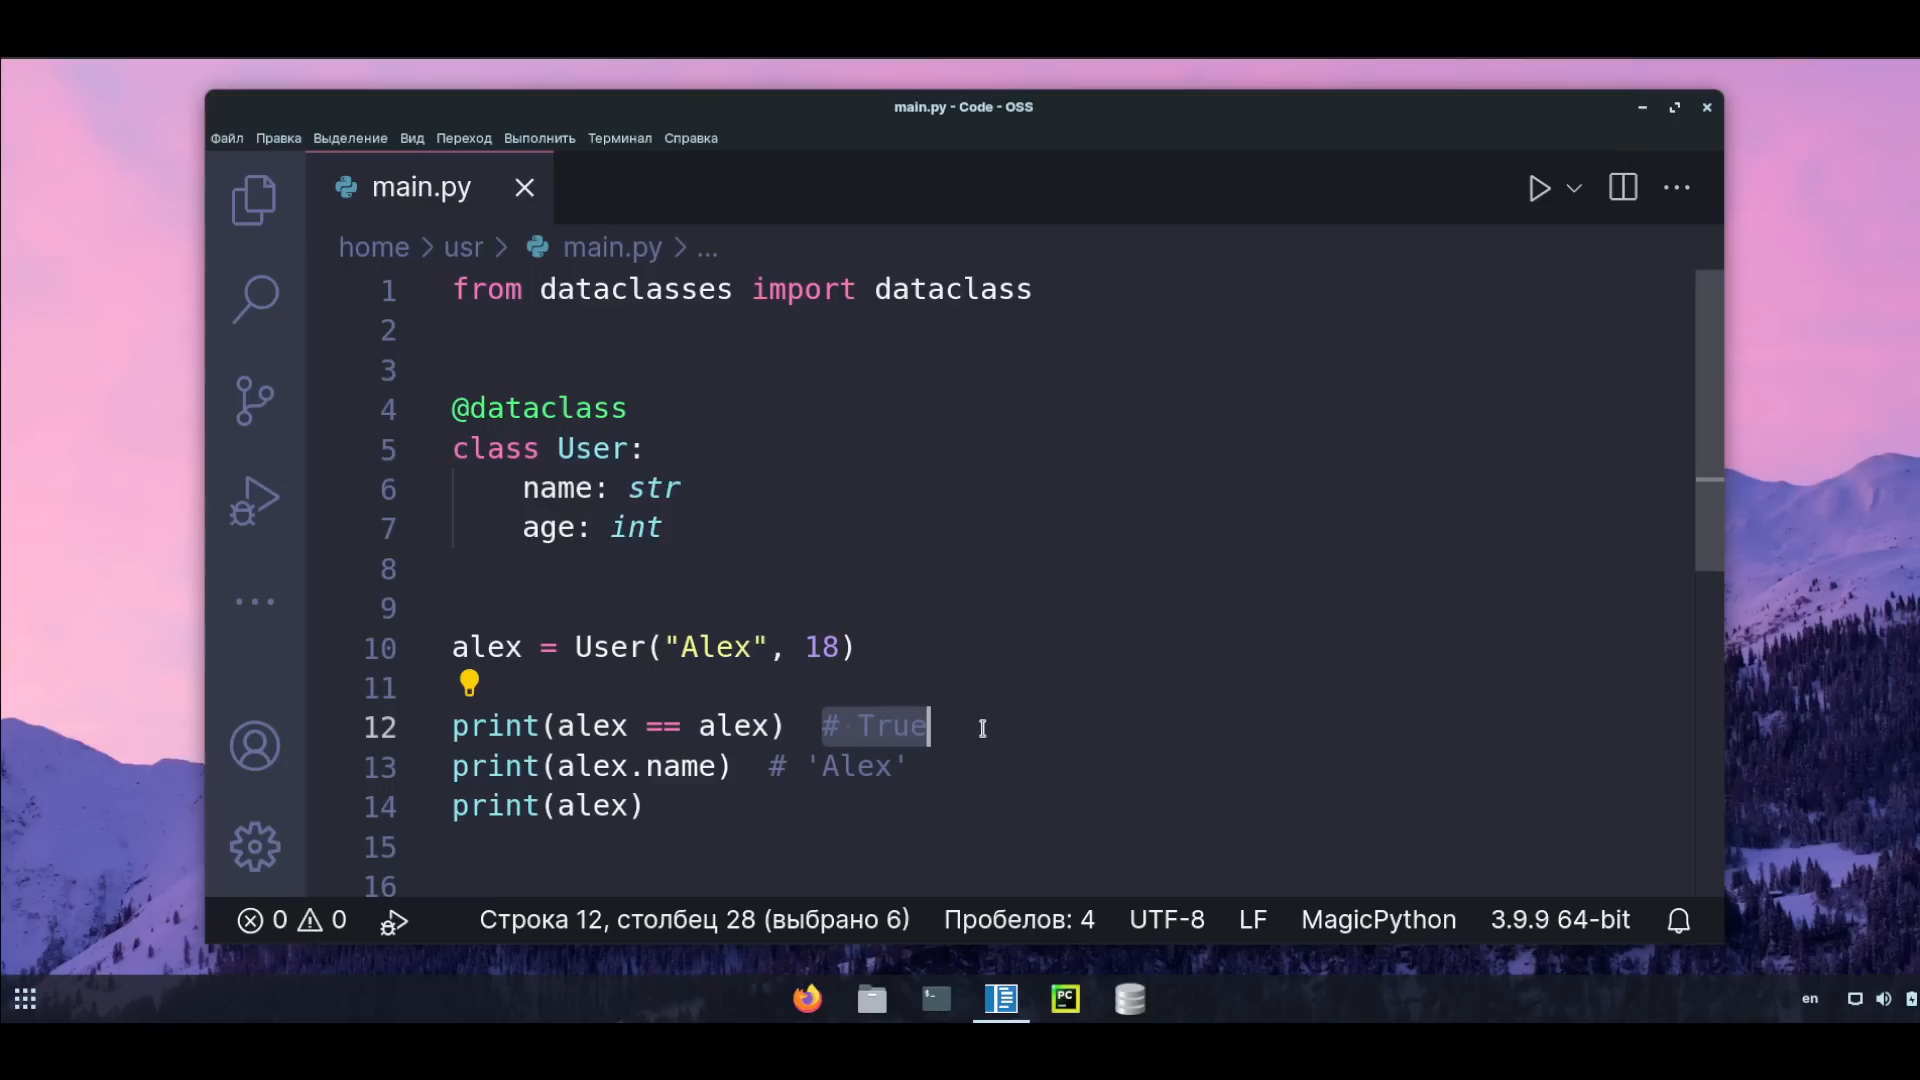 main.py - Code - OSS
Файл Правка Выделение Вид Переход Выполнить Терминал Справка
main.py
home > usr > main.py > ...
1 from dataclasses import dataclass
2
3
4 @dataclass
5 class User:
6 name: str
7 age: int
8
9
10 alex = User("Alex", 18)
11
12 print(alex == alex) # True
13 print(alex.name) # 'Alex'
14 print(alex)
15
16
0 0 Строка 12, столбец 28 (выбрано 6) Пробелов: 4 UTF-8 LF MagicPython 3.9.9 64-bit
PC
en